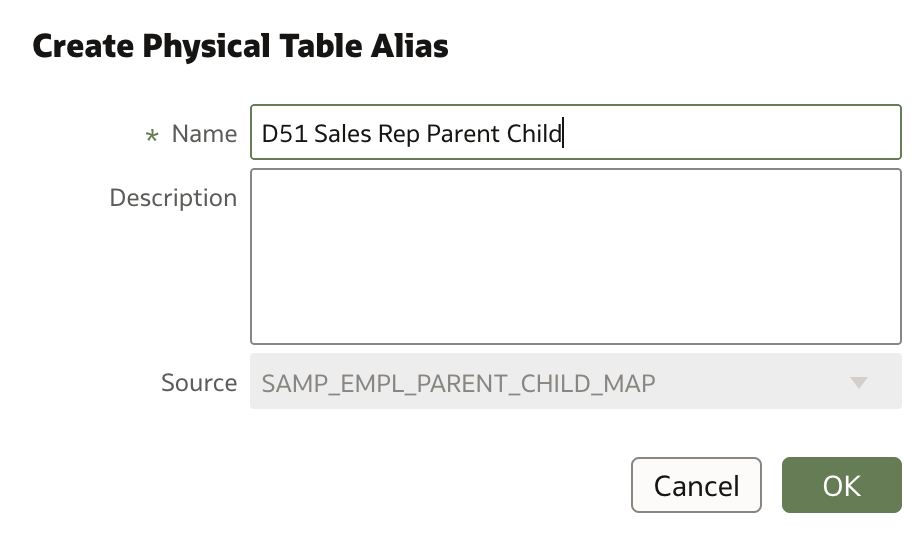 Create Physical Table Alias
* Name D51 Sales Rep Parent Child
Description
Source SAMP_EMPL_PARENT_CHILD_MAP
Cancel OK